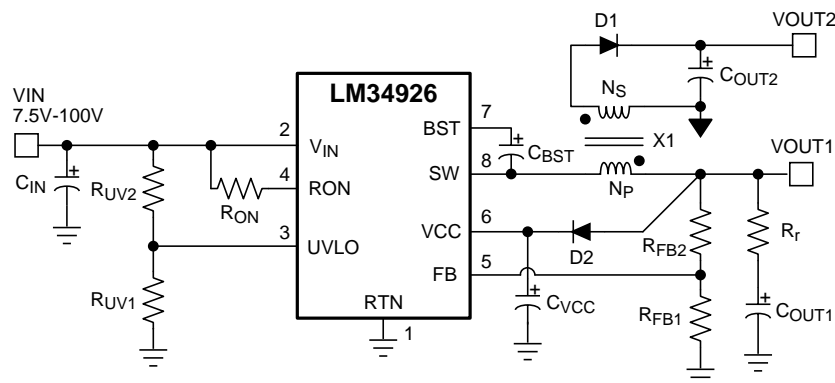 D1
VOUT2
+
COUT2
NS
LM34926
VIN
7.5V-100V
7
BST
+
CBST
X1
VOUT1
2
VIN
8
SW
NP
4
RON
+
CIN
RUV2
RON
6
VCC
D2
RFB2
Rr
3
UVLO
5
FB
RUV1
+
CVCC
RFB1
+
COUT1
RTN
1